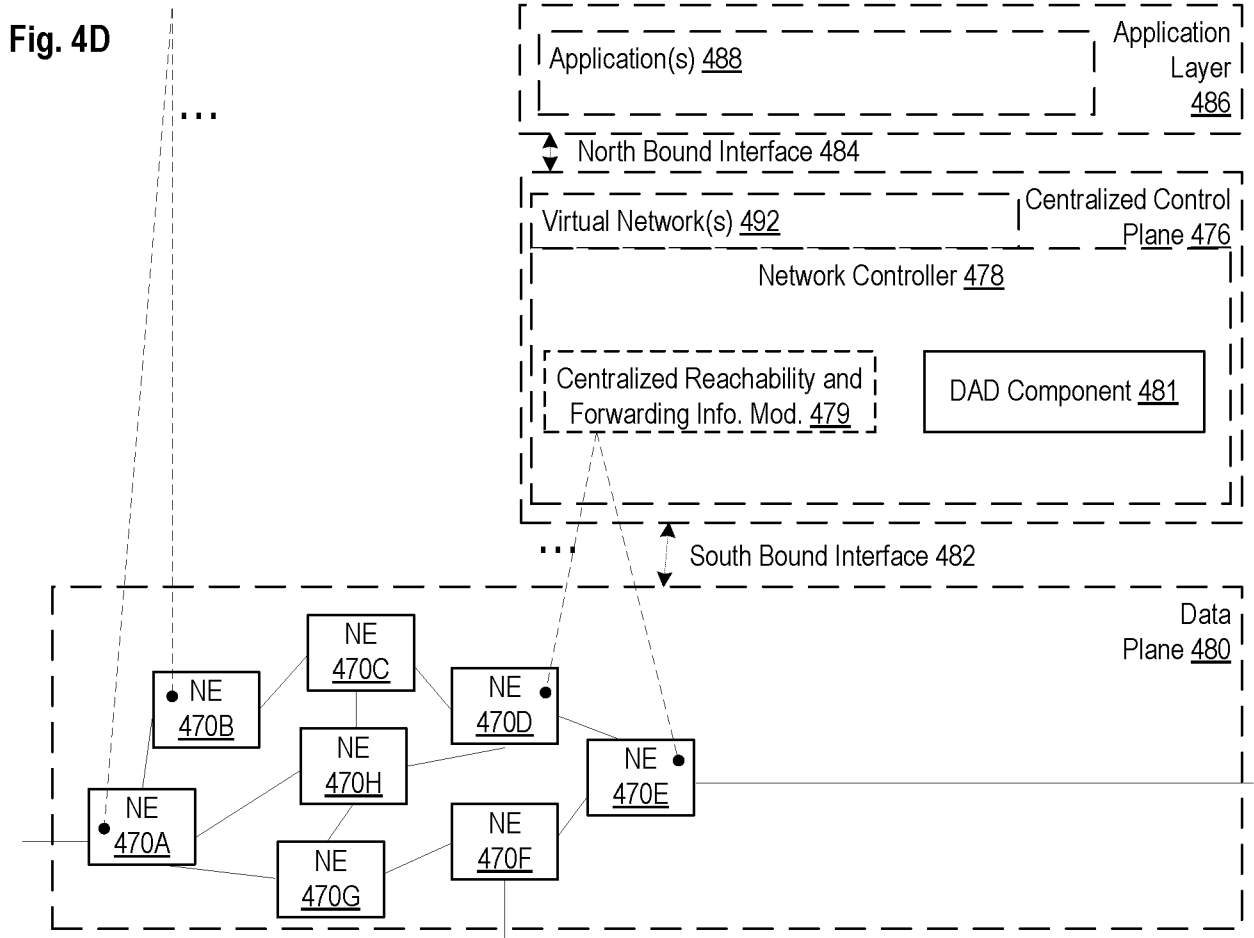 Fig. 4D
...
Application(s) 488
Application
Layer
486
North Bound Interface 484
Virtual Network(s) 492
Centralized Control
Plane 476
Network Controller 478
Centralized Reachability and
Forwarding Info. Mod. 479
DAD Component 481
...
South Bound Interface 482
Data
Plane 480
NE
470C
NE
470B
NE
470D
NE
470H
NE
470E
NE
470A
NE
470F
NE
470G